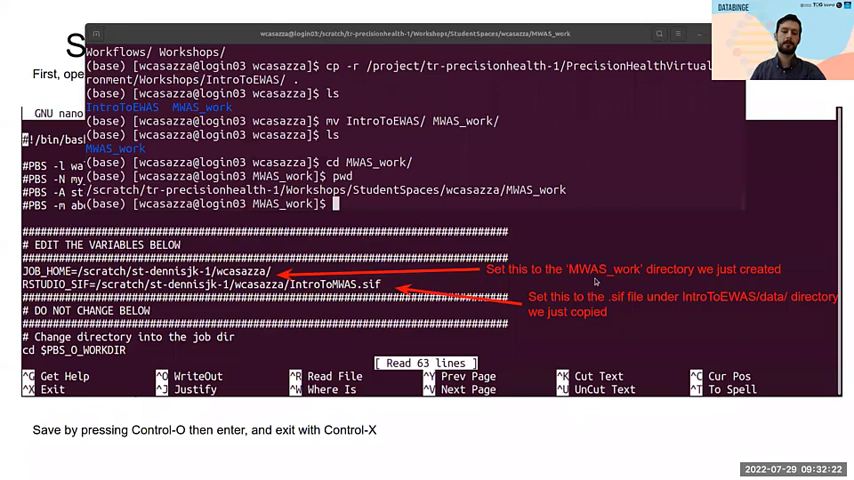 DATABINGE
wcasazza@login03:/scratch/tr-precisionhealth-1/Workshops/StudentSpaces/wcasazza/MWAS_work
Workflows/ Workshops/
(base) [wcasazza@login03 wcasazza]$ cp -r /project/tr-precisionhealth-1/PrecisionHealthVirtual
First, ope
ronment/Workshops/IntroToEWAS/ .
(base) [wcasazza@login03 wcasazza]$ ls
IntroToEWAS MWAS_work
GNU nano
(base) [wcasazza@login03 wcasazza]$ mv IntroToEWAS/ MWAS_work/
(base) [wcasazza@login03 wcasazza]$ ls
#!/bin/bas
MWAS_work
(base) [wcasazza@login03 wcasazza]$ cd MWAS_work/
#PBS -l wa
(base) [wcasazza@login03 MWAS_work]$ pwd
#PBS -N my
/scratch/tr-precisionhealth-1/Workshops/StudentSpaces/wcasazza/MWAS_work
#PBS -A st
(base) [wcasazza@login03 MWAS_work]$
#PBS -m abe
################################################################################
# EDIT THE VARIABLES BELOW
################################################################################
JOB_HOME=/scratch/st-dennisjk-1/wcasazza/
Set this to the 'MWAS_work' directory we just created
RSTUDIO_SIF=/scratch/st-dennisjk-1/wcasazza/IntroToMWAS.sif
Set this to the .sif file under IntroToEWAS/data/ directory
we just copied
################################################################################
# DO NOT CHANGE BELOW
################################################################################
# Change directory into the job dir
cd $PBS_O_WORKDIR
[ Read 63 lines ]
^G Get Help ^O WriteOut ^R Read File ^Y Prev Page ^K Cut Text ^C Cur Pos
^X Exit ^J Justify ^W Where Is ^V Next Page ^U UnCut Text ^T To Spell
Save by pressing Control-O then enter, and exit with Control-X
2022-07-29 09:32:22